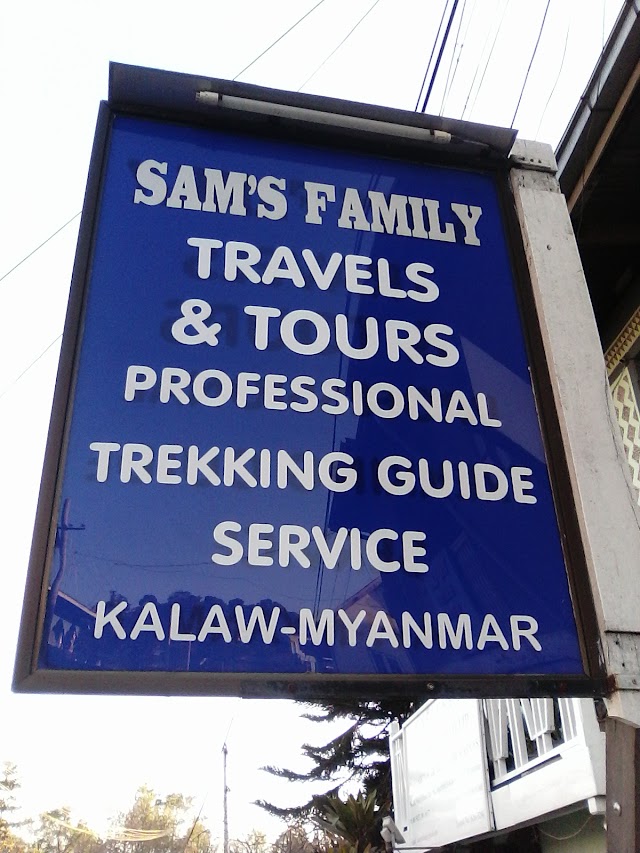 SAM'S FAMILY
TRAVELS
& TOURS
PROFESSIONAL
TREKKING GUIDE
SERVICE
KALAW-MYANMAR